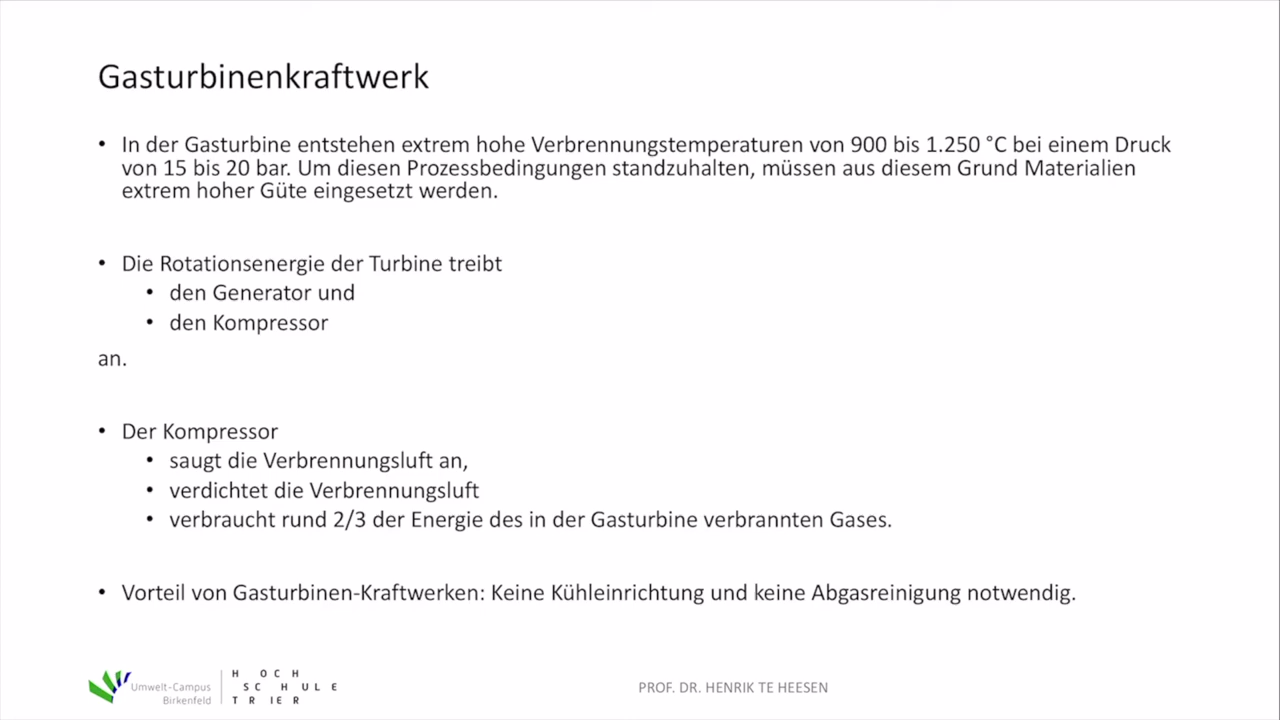 Gasturbinenkraftwerk
• In der Gasturbine entstehen extrem hohe Verbrennungstemperaturen von 900 bis 1.250 °C bei einem Druck
von 15 bis 20 bar. Um diesen Prozessbedingungen standzuhalten, müssen aus diesem Grund Materialien
extrem hoher Güte eingesetzt werden.
• Die Rotationsenergie der Turbine treibt
• den Generator und
• den Kompressor
an.
• Der Kompressor
• saugt die Verbrennungsluft an,
• verdichtet die Verbrennungsluft
• verbraucht rund 2/3 der Energie des in der Gasturbine verbrannten Gases.
• Vorteil von Gasturbinen-Kraftwerken: Keine Kühleinrichtung und keine Abgasreinigung notwendig.
Umwelt-Campus
Birkenfeld
HOCH
SCHULE
TRIER
PROF. DR. HENRIK TE HEESEN